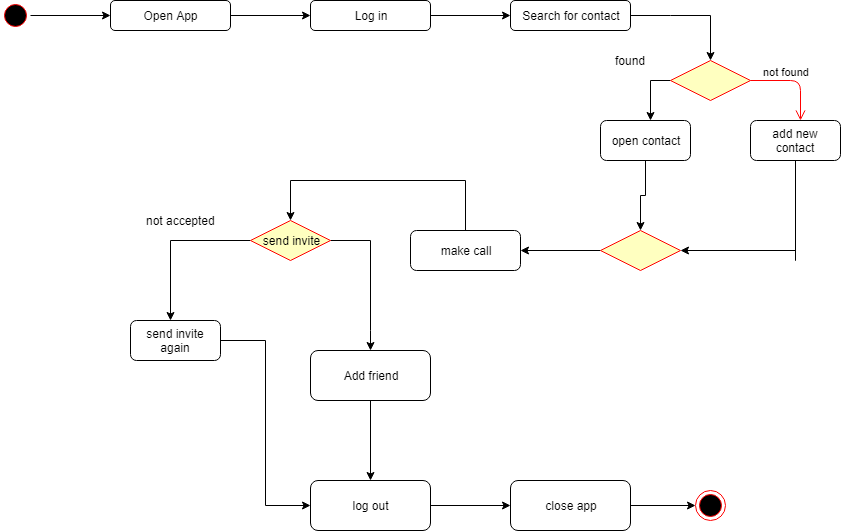 Open App
Log in
Search for contact
found
not found
open contact
add new
contact
not accepted
send invite
make call
send invite
again
Add friend
log out
close app